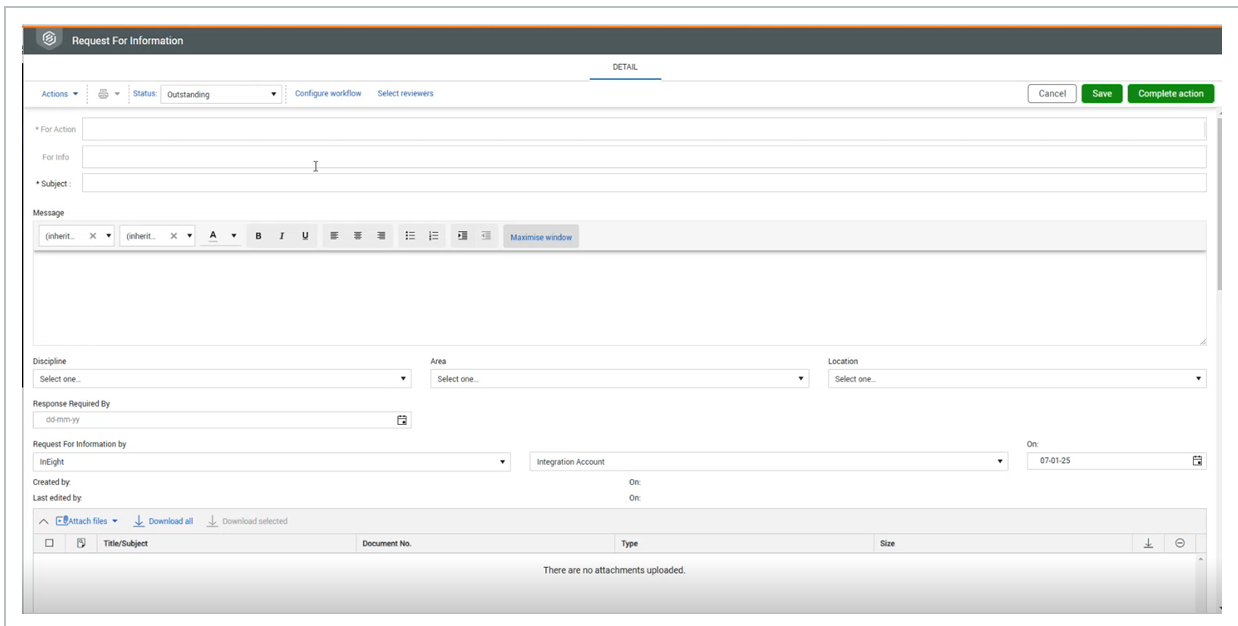 Request For Information
DETAIL
Actions Status: Outstanding Configure workflow Select reviewers Cancel Save Complete action
* For Action
For Info
* Subject :
Message
(inherit... (inherit... A B I U Maximise window
Discipline Area Location
Select one... Select one... Select one...
Response Required By
dd-mm-yy
Request For Information by On:
InEight Integration Account 07-01-25
Created by: On:
Last edited by: On:
Attach files Download all Download selected
Title/Subject Document No. Type Size
There are no attachments uploaded.